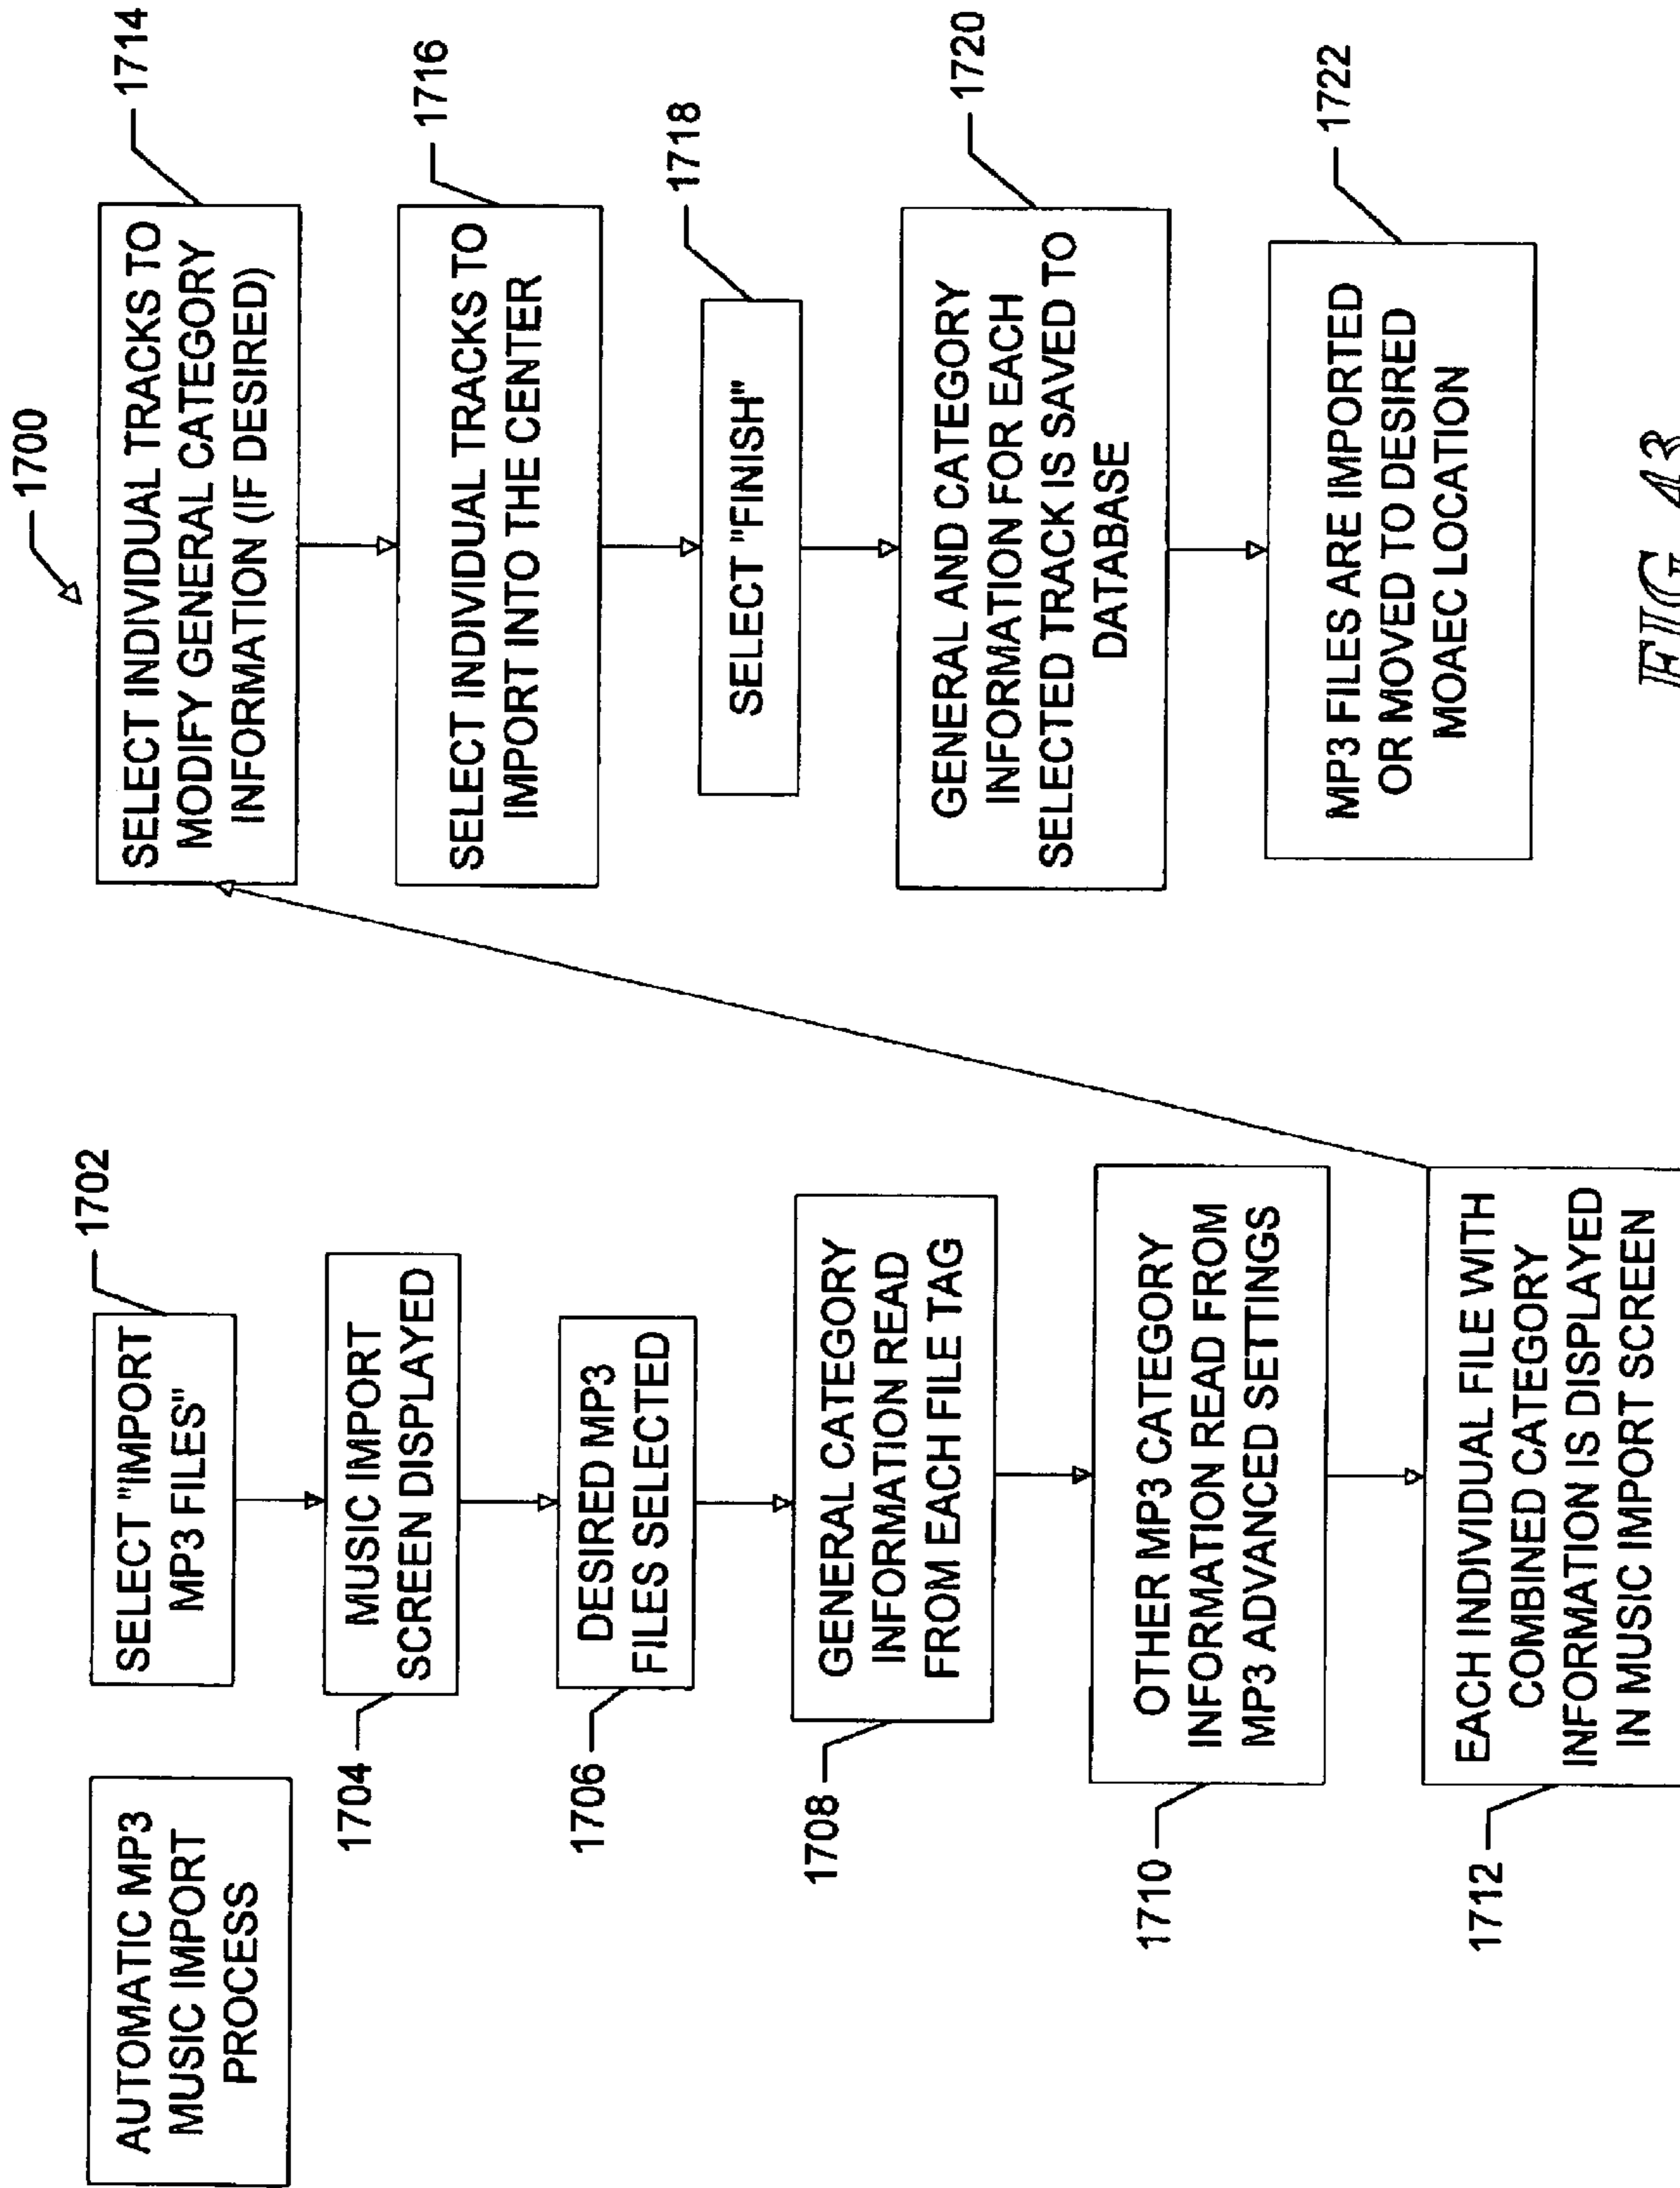 AUTOMATIC MP3
MUSIC IMPORT
PROCESS
1702
SELECT "IMPORT
MP3 FILES"
1704
MUSIC IMPORT
SCREEN DISPLAYED
1706
DESIRED MP3
FILES SELECTED
1708
GENERAL CATEGORY
INFORMATION READ
FROM EACH FILE TAG
1710
OTHER MP3 CATEGORY
INFORMATION READ FROM
MP3 ADVANCED SETTINGS
1712
EACH INDIVIDUAL FILE WITH
COMBINED CATEGORY
INFORMATION IS DISPLAYED
IN MUSIC IMPORT SCREEN
1700
1714
SELECT INDIVIDUAL TRACKS TO
MODIFY GENERAL CATEGORY
INFORMATION (IF DESIRED)
1716
SELECT INDIVIDUAL TRACKS TO
IMPORT INTO THE CENTER
1718
SELECT "FINISH"
1720
GENERAL AND CATEGORY
INFORMATION FOR EACH
SELECTED TRACK IS SAVED TO
DATABASE
1722
MP3 FILES ARE IMPORTED
OR MOVED TO DESIRED
MOAEC LOCATION
FIG. 43